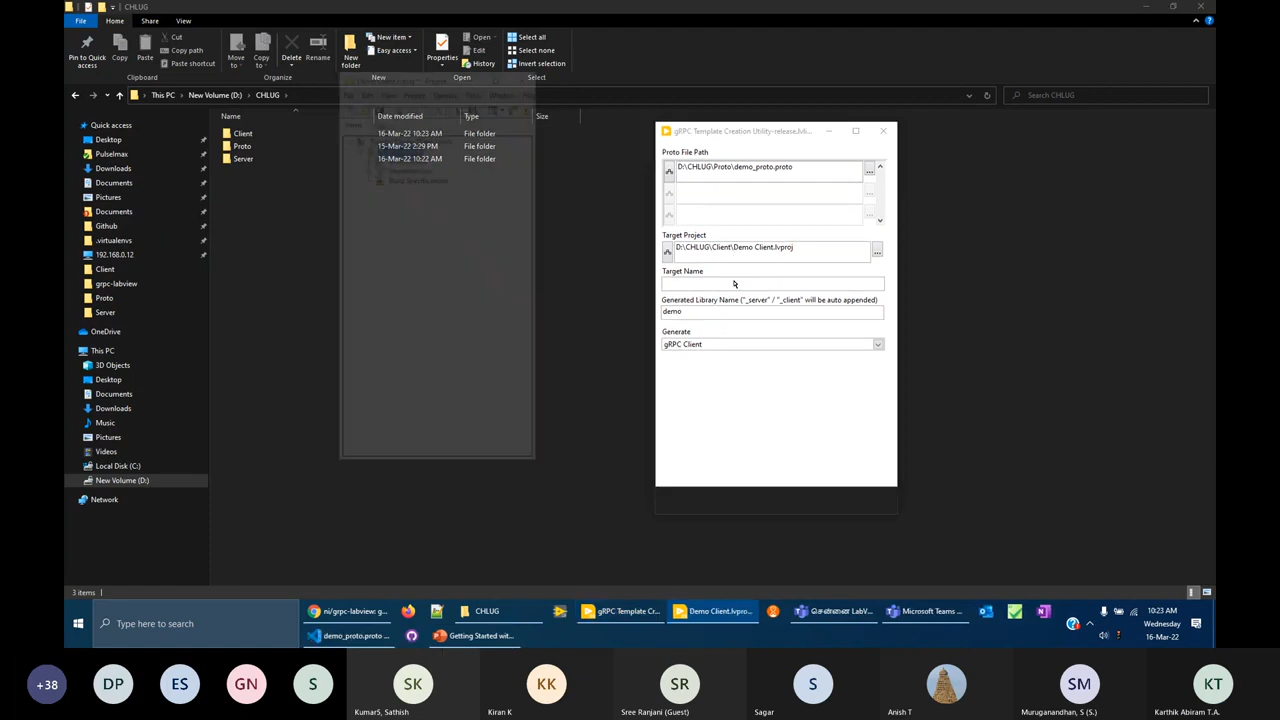 CHLUG
File
Home
Share
View
Pin to Quick access
Copy
Paste
Cut
Copy path
Paste shortcut
Clipboard
Move to
Copy to
Delete
Rename
Organize
New folder
New item
Easy access
New
Properties
Open
Edit
History
Open
Select all
Select none
Invert selection
Select
This PC > New Volume (D:) > CHLUG >
Search CHLUG
Name
Date modified
Type
Size
Client
16-Mar-22 10:23 AM
File folder
Proto
15-Mar-22 2:29 PM
File folder
Server
16-Mar-22 10:22 AM
File folder
Quick access
Desktop
Pulselmax
Downloads
Documents
Pictures
Documents
Github
.virtualenvs
192.168.0.12
Client
grpc-labview
Proto
Server
OneDrive
This PC
3D Objects
Desktop
Documents
Downloads
Music
Pictures
Videos
Local Disk (C:)
New Volume (D:)
Network
3 items
gRPC Template Creation Utility-release.lvli...
Proto File Path
D:\CHLUG\Proto\demo_proto.proto
Target Project
D:\CHLUG\Client\Demo Client.lvproj
Target Name
Generated Library Name ("_server" / "_client" will be auto appended)
demo
Generate
gRPC Client
Type here to search
ni/grpc-labview: g...
CHLUG
gRPC Template Cr...
Demo Client.lvpro...
சென்னை LabV...
Microsoft Teams ...
demo_proto.proto ...
Getting Started wit...
10:23 AM
Wednesday
16-Mar-22
+38
DP
ES
GN
S
SK
KumarS, Sathish
KK
Kiran K
SR
Sree Ranjani (Guest)
S
Sagar
Anish T
SM
Muruganandhan, S (S.)
KT
Karthik Abiram T.A.